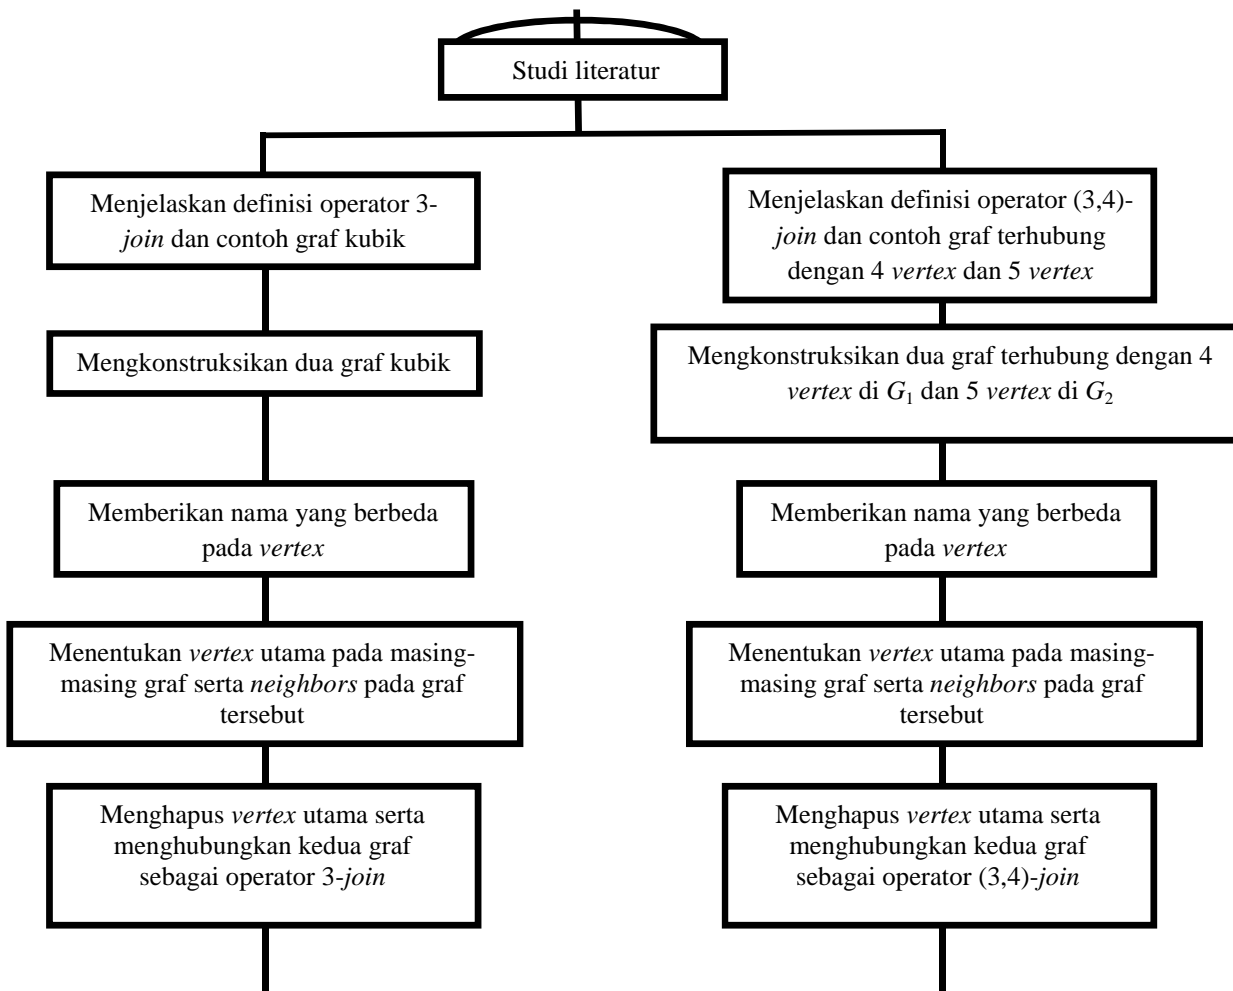 Studi literatur
Menjelaskan definisi operator 3-
join dan contoh graf kubik
Mengkonstruksikan dua graf kubik
Memberikan nama yang berbeda
pada vertex
Menentukan vertex utama pada masing-
masing graf serta neighbors pada graf
tersebut
Menghapus vertex utama serta
menghubungkan kedua graf
sebagai operator 3-join
Menjelaskan definisi operator (3,4)-
join dan contoh graf terhubung
dengan 4 vertex dan 5 vertex
Mengkonstruksikan dua graf terhubung dengan 4
vertex di G₁ dan 5 vertex di G₂
Memberikan nama yang berbeda
pada vertex
Menentukan vertex utama pada masing-
masing graf serta neighbors pada graf
tersebut
Menghapus vertex utama serta
menghubungkan kedua graf
sebagai operator (3,4)-join